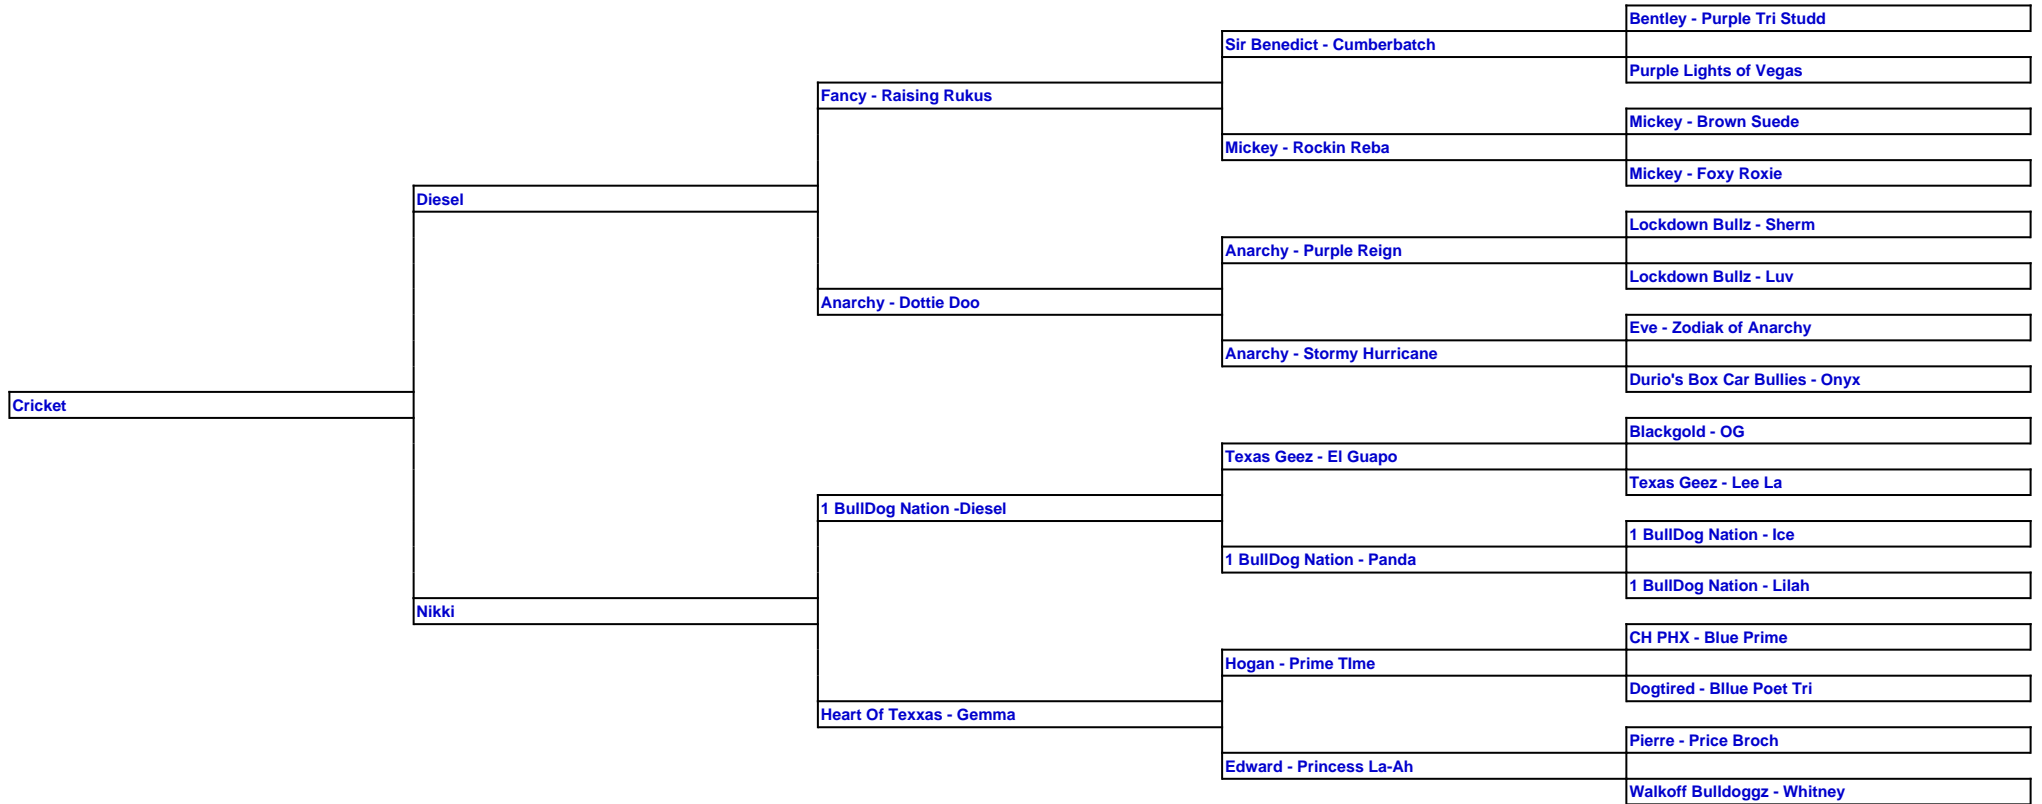 Bentley - Purple Tri Studd
Sir Benedict - Cumberbatch
Purple Lights of Vegas
Fancy - Raising Rukus
Mickey - Brown Suede
Mickey - Rockin Reba
Mickey - Foxy Roxie
Diesel
Lockdown Bullz - Sherm
Anarchy - Purple Reign
Lockdown Bullz - Luv
Anarchy - Dottie Doo
Eve - Zodiak of Anarchy
Anarchy - Stormy Hurricane
Durio's Box Car Bullies - Onyx
Cricket
Blackgold - OG
Texas Geez - El Guapo
Texas Geez - Lee La
1 BullDog Nation -Diesel
1 BullDog Nation - Ice
1 BullDog Nation - Panda
1 BullDog Nation - Lilah
Nikki
CH PHX - Blue Prime
Hogan - Prime TIme
Dogtired - Bllue Poet Tri
Heart Of Texxas - Gemma
Pierre - Price Broch
Edward - Princess La-Ah
Walkoff Bulldoggz - Whitney